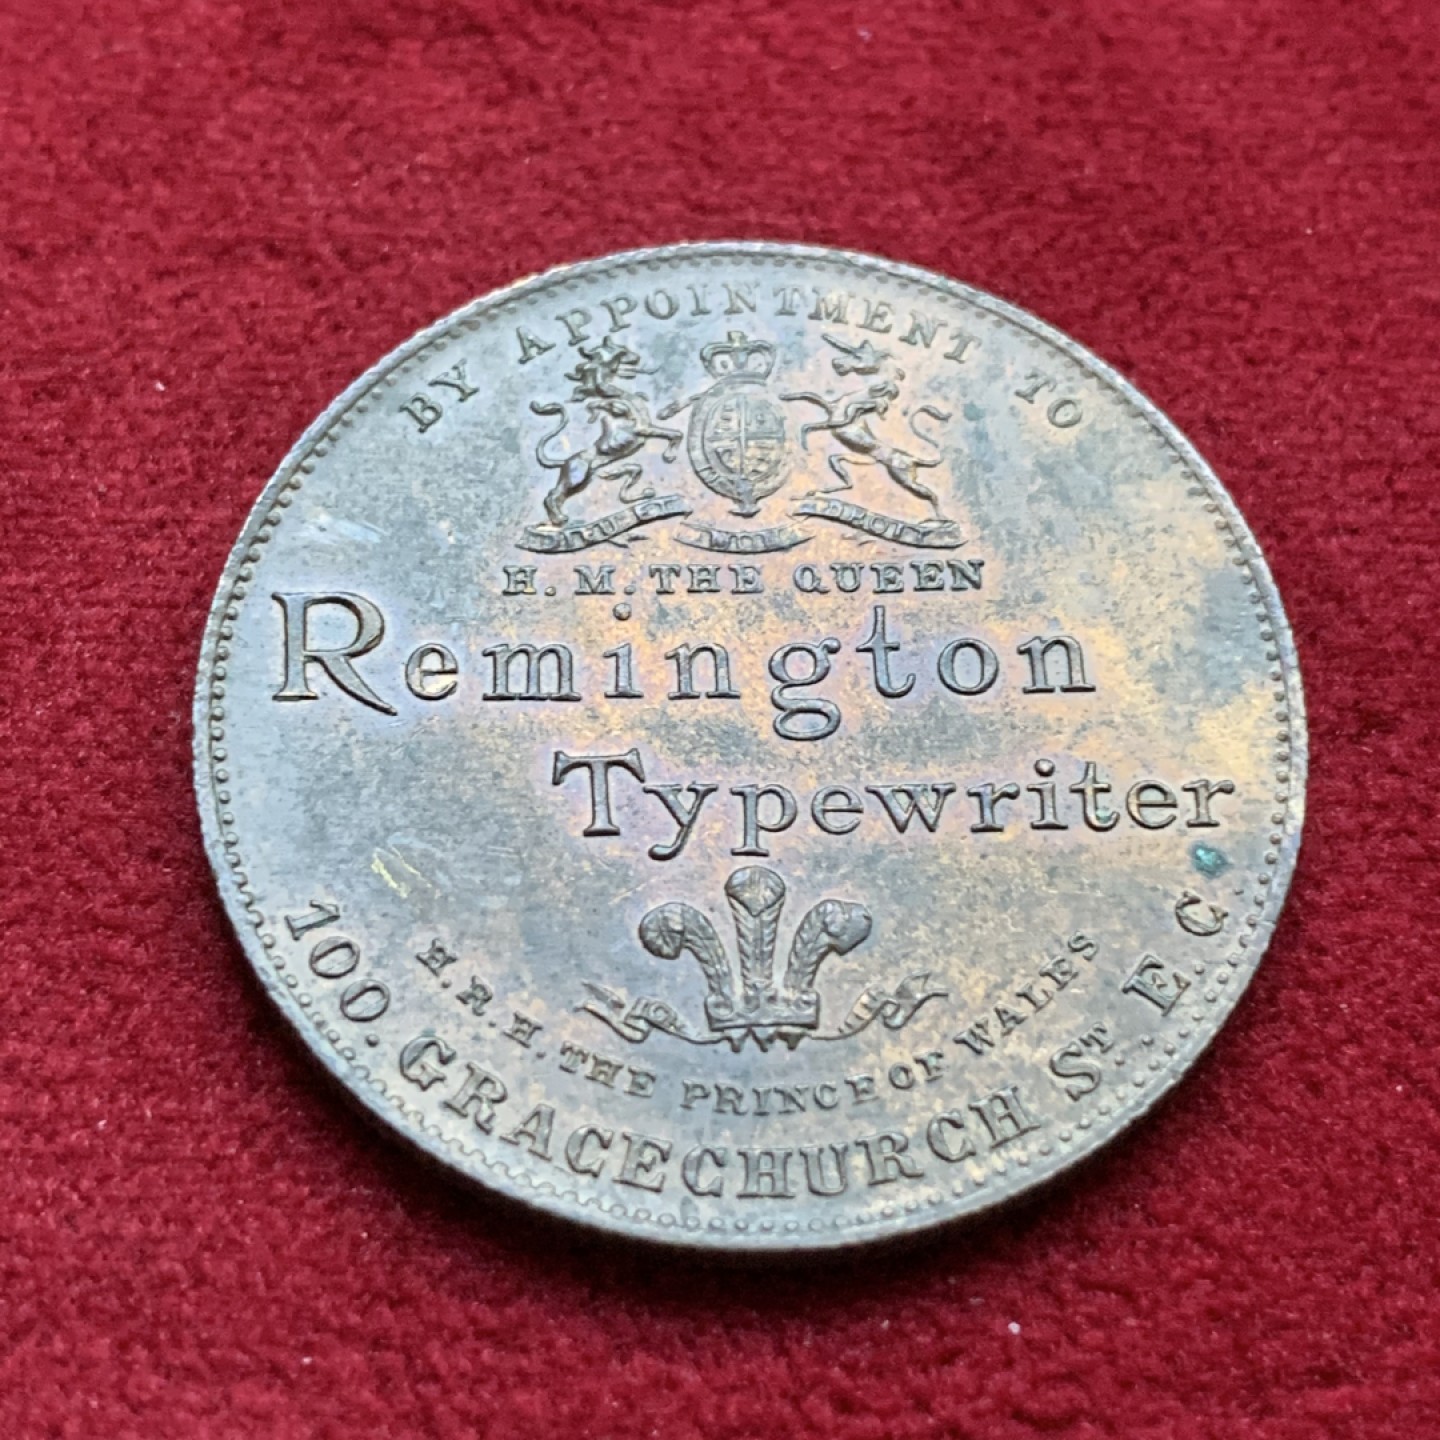 BY APPOINTMENT TO
H. M. THE QUEEN
Remington
Typewriter
H.R.H. THE PRINCE OF WALES
100. GRACECHURCH ST. E. C.